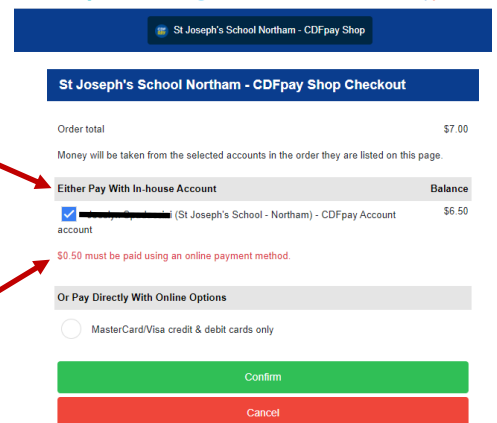 St Joseph's School Northam - CDFpay Shop
St Joseph's School Northam - CDFpay Shop Checkout
Order total $7.00
Money will be taken from the selected accounts in the order they are listed on this page.
Either Pay With In-house Account Balance
(St Joseph's School - Northam) - CDFpay Account $6.50
account
$0.50 must be paid using an online payment method.
Or Pay Directly With Online Options
MasterCard/Visa credit & debit cards only
Confirm
Cancel